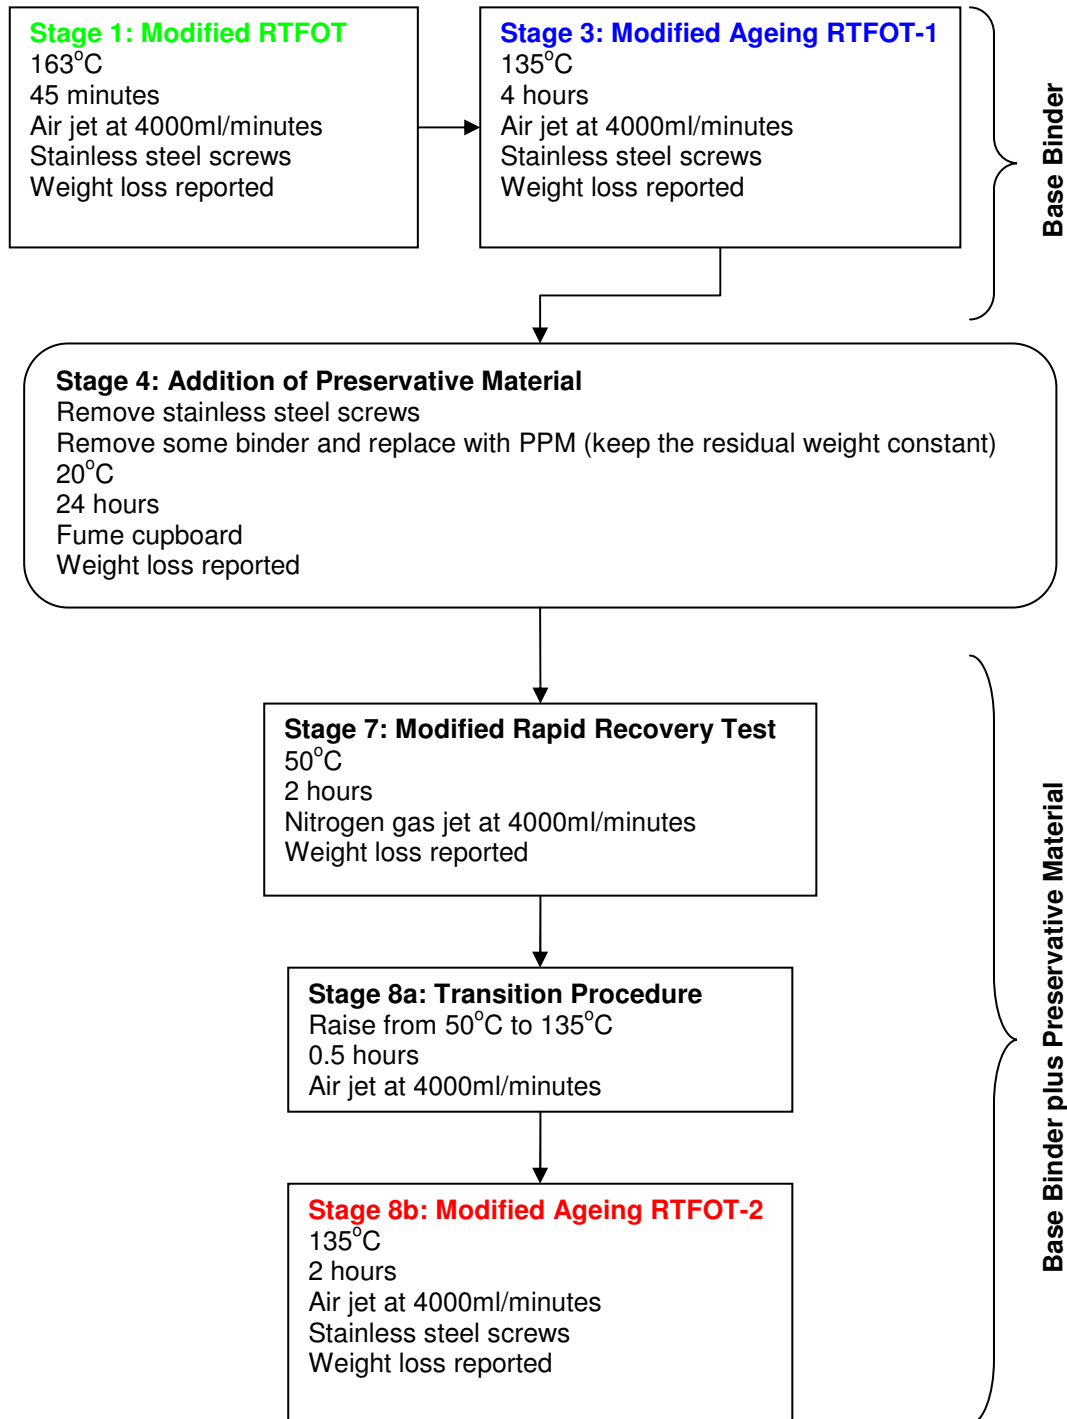 Stage 1: Modified RTFOT
163°C
45 minutes
Air jet at 4000ml/minutes
Stainless steel screws
Weight loss reported
Stage 3: Modified Ageing RTFOT-1
135°C
4 hours
Air jet at 4000ml/minutes
Stainless steel screws
Weight loss reported
Base Binder
Stage 4: Addition of Preservative Material
Remove stainless steel screws
Remove some binder and replace with PPM (keep the residual weight constant)
20°C
24 hours
Fume cupboard
Weight loss reported
Stage 7: Modified Rapid Recovery Test
50°C
2 hours
Nitrogen gas jet at 4000ml/minutes
Weight loss reported
Stage 8a: Transition Procedure
Raise from 50°C to 135°C
0.5 hours
Air jet at 4000ml/minutes
Stage 8b: Modified Ageing RTFOT-2
135°C
2 hours
Air jet at 4000ml/minutes
Stainless steel screws
Weight loss reported
Base Binder plus Preservative Material